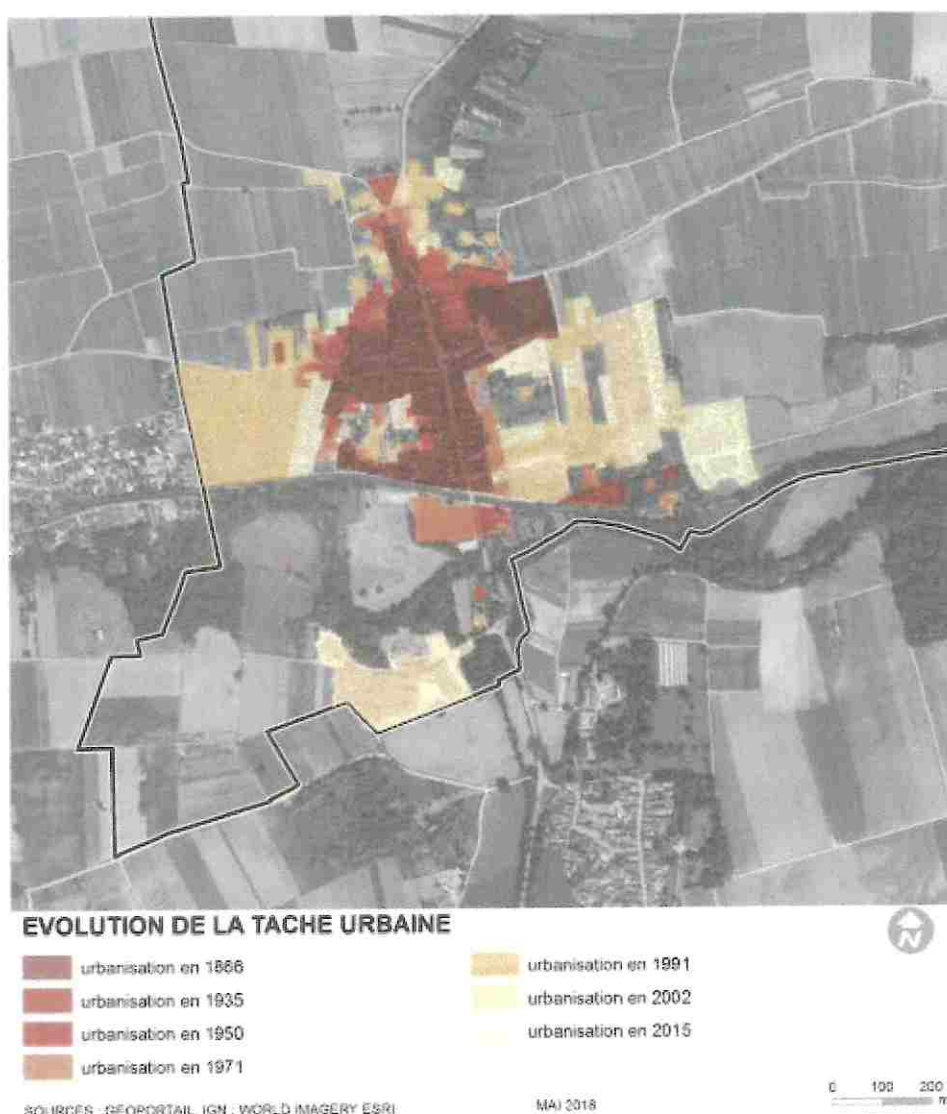 EVOLUTION DE LA TACHE URBAINE
N
urbanisation en 1866
urbanisation en 1935
urbanisation en 1950
urbanisation en 1971
urbanisation en 1991
urbanisation en 2002
urbanisation en 2015
SOURCES : GEOPORTAIL, IGN ; WORLD IMAGERY ESRI
MAI 2018
0 100 200
m